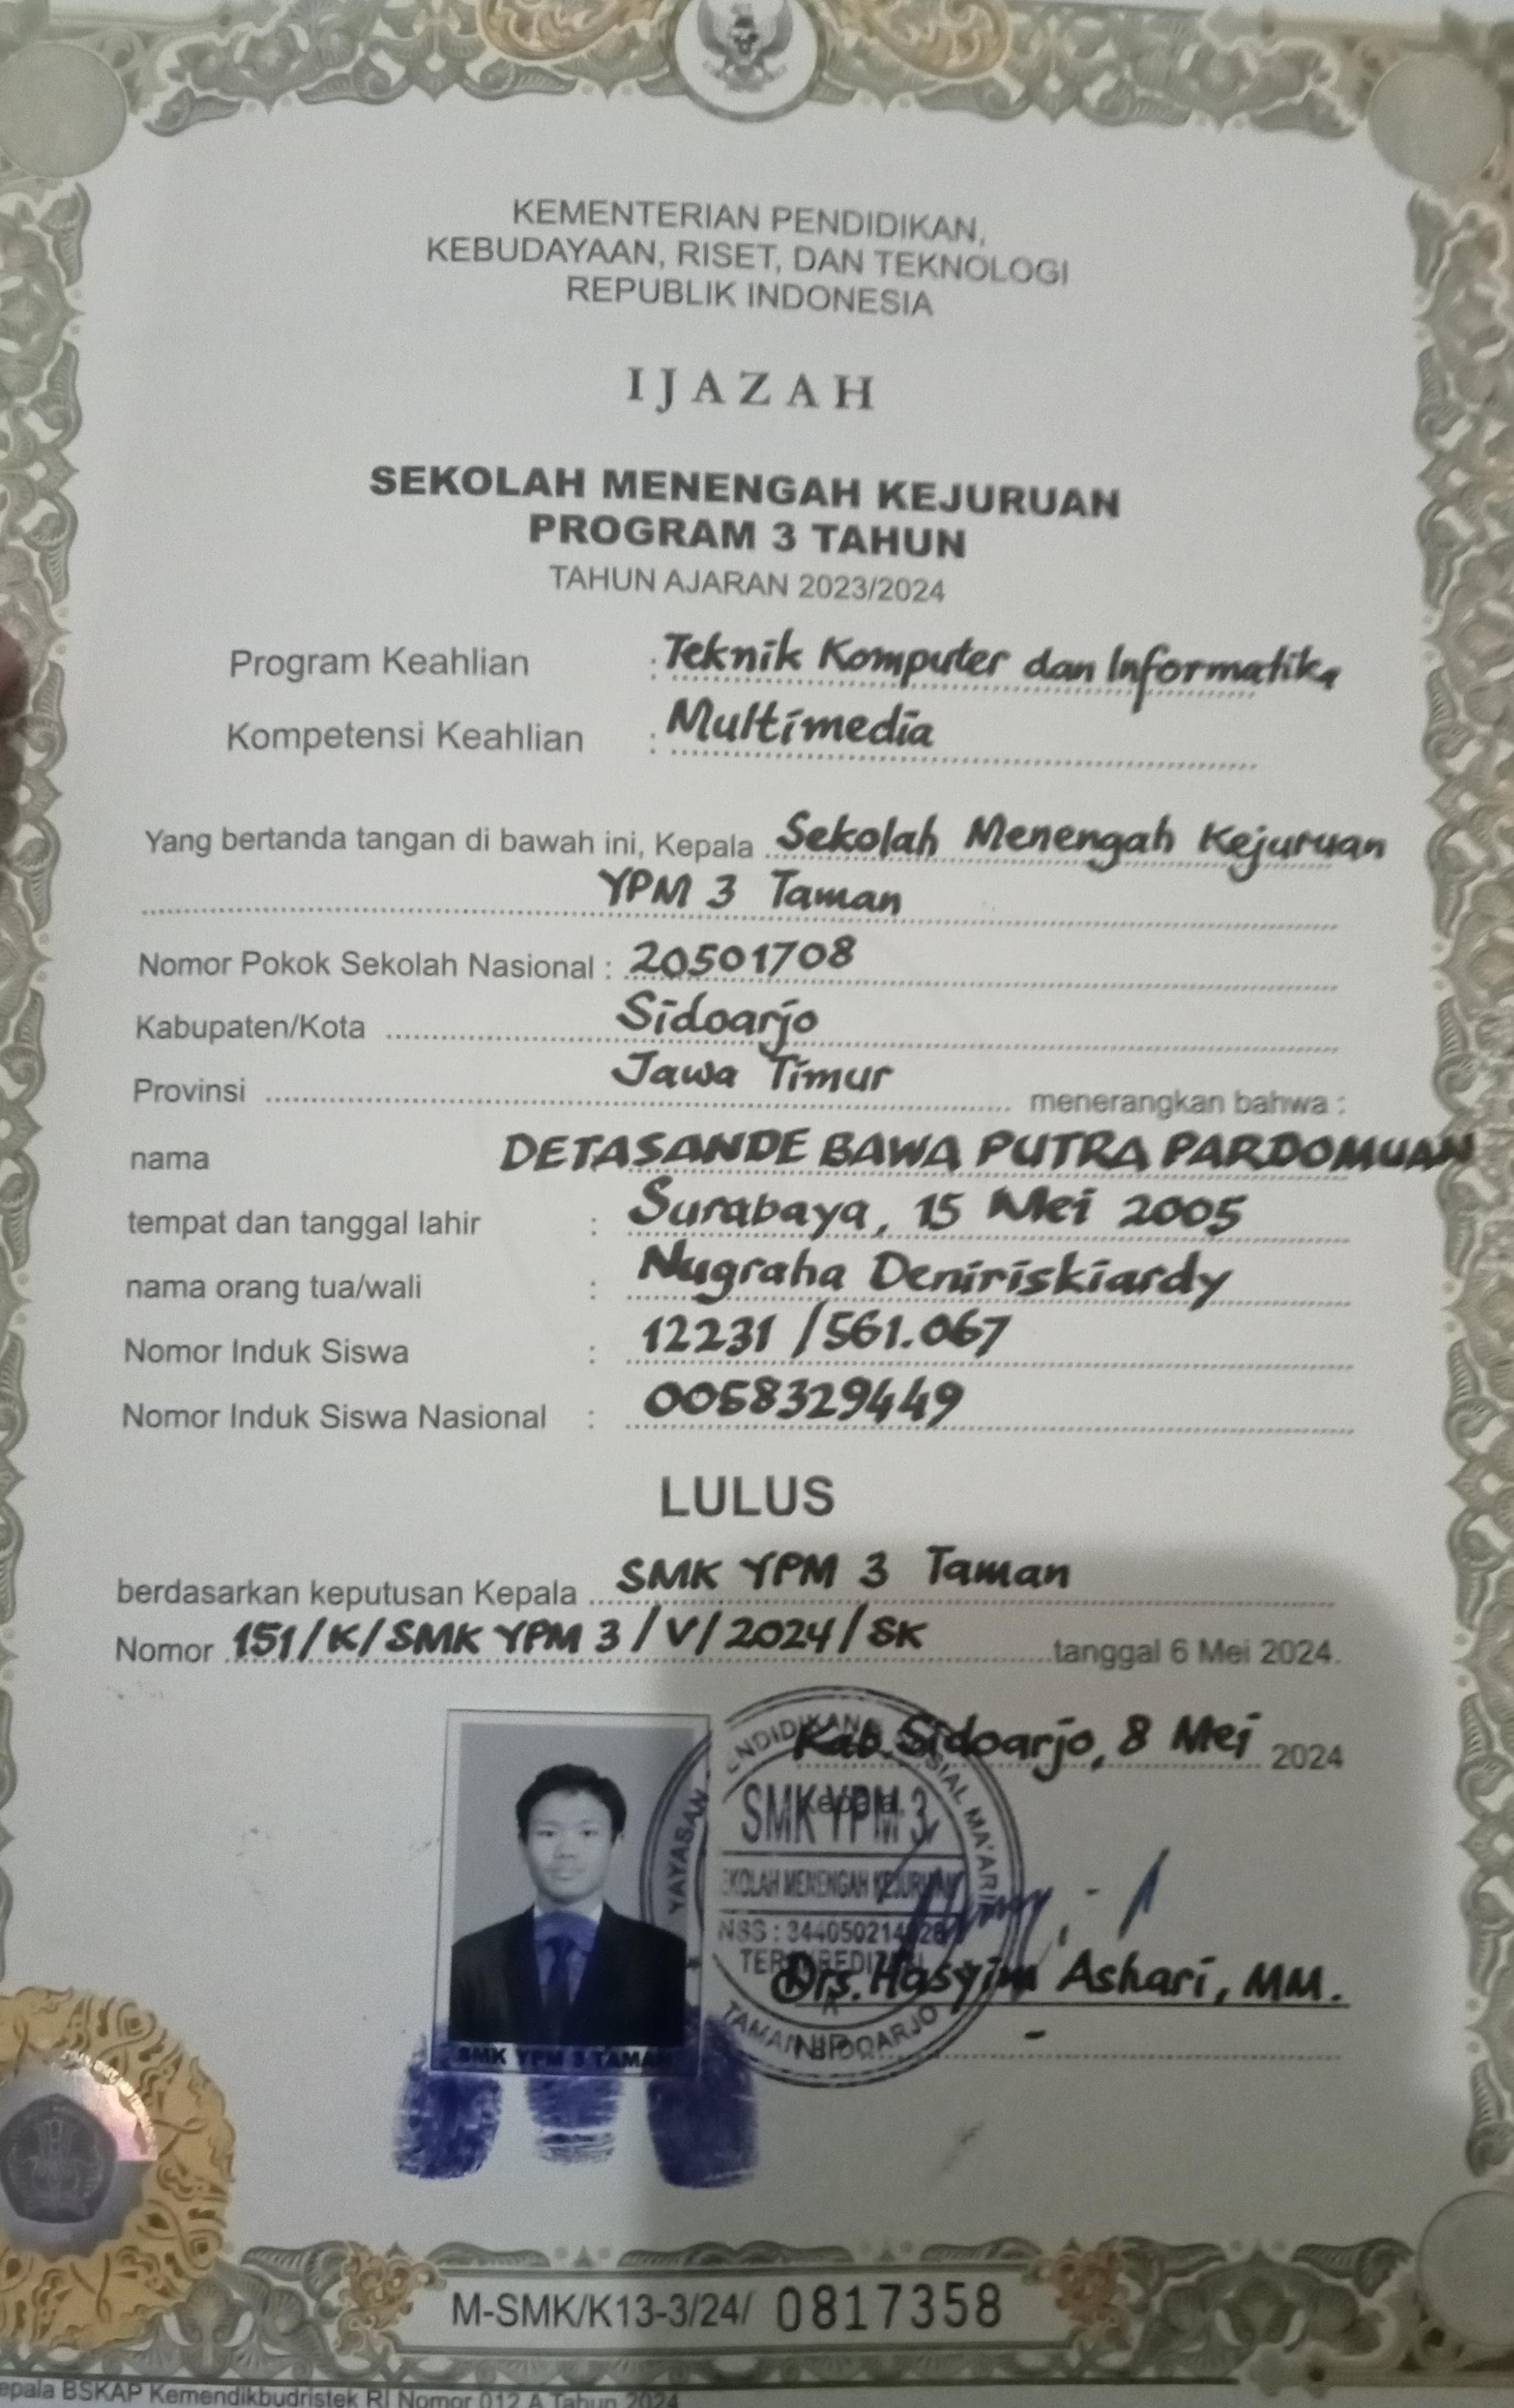 KEMENTERIAN PENDIDIKAN,
KEBUDAYAAN, RISET, DAN TEKNOLOGI
REPUBLIK INDONESIA
IJAZAH
SEKOLAH MENENGAH KEJURUAN
PROGRAM 3 TAHUN
TAHUN AJARAN 2023/2024
Program Keahlian : Teknik Komputer dan Informatika
Kompetensi Keahlian : Multimedia
Yang bertanda tangan di bawah ini, Kepala Sekolah Menengah Kejuruan
YPM 3 Taman
Nomor Pokok Sekolah Nasional : 20501708
Kabupaten/Kota Sidoarjo
Provinsi Jawa Timur menerangkan bahwa :
nama DETASANDE BAWA PUTRA PARDOMUAN
tempat dan tanggal lahir : Surabaya, 15 Mei 2005
nama orang tua/wali : Nugraha Deniriskiardy
Nomor Induk Siswa : 12231 /561.067
Nomor Induk Siswa Nasional : 0058329449
LULUS
berdasarkan keputusan Kepala SMK YPM 3 Taman
Nomor 151/K/SMK YPM 3/V/2024/SK tanggal 6 Mei 2024.
Kab. Sidoarjo, 8 Mei 2024
Kepala,
YAYASAN ENDIDIKAN SIAL MA'ARIF
SMK YPM 3
EKOLAH MENENGAH KEJURUAN
NSS :
TAMAN SIDOARJO
Drs. Hasyim Ashari, MM.
NIP. -
SMK YPM 3 TAMAN
M-SMK/K13-3/24/ 0817358
epala BSKAP Kemendikbudristek RI Nomor 012 A Tahun 2024